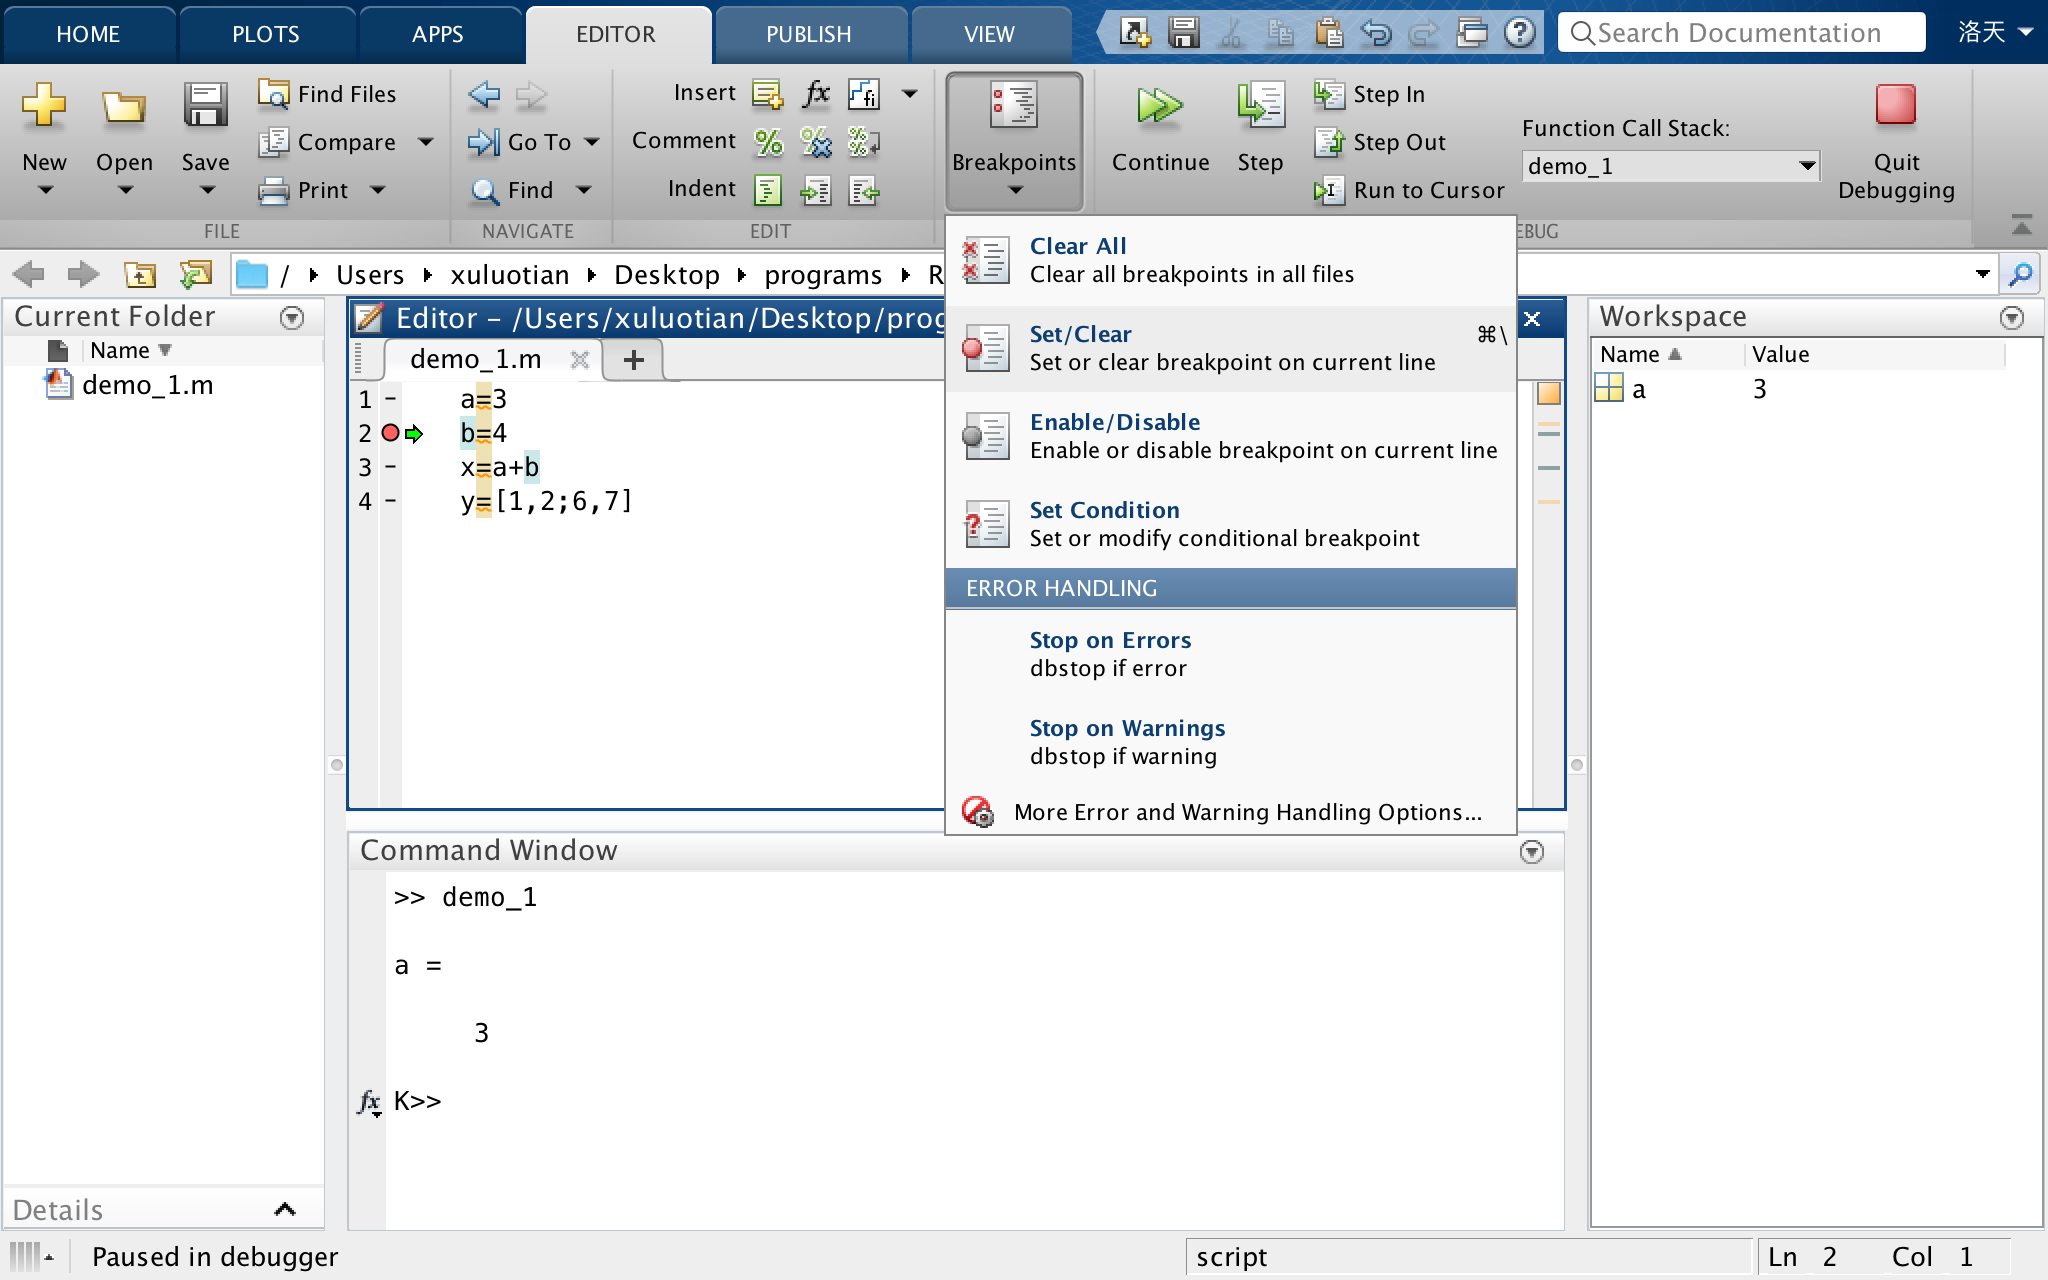 HOME PLOTS APPS EDITOR PUBLISH VIEW Search Documentation 洛天
New Open Save Find Files Compare Print
FILE
Go To Find
NAVIGATE
Insert fx fi
Comment % % %
Indent
EDIT
Breakpoints
Continue Step Step In Step Out Run to Cursor
Function Call Stack:
demo_1
Quit Debugging
EBUG
/ Users xuluotian Desktop programs R
Current Folder
Name
demo_1.m
Details
Editor – /Users/xuluotian/Desktop/prog
demo_1.m +
1 – a=3
2 b=4
3 – x=a+b
4 – y=[1,2;6,7]
Clear All
Clear all breakpoints in all files
Set/Clear ⌘\
Set or clear breakpoint on current line
Enable/Disable
Enable or disable breakpoint on current line
Set Condition
Set or modify conditional breakpoint
ERROR HANDLING
Stop on Errors
dbstop if error
Stop on Warnings
dbstop if warning
More Error and Warning Handling Options...
Command Window
>> demo_1
a =
3
fx K>>
Workspace
Name Value
a 3
Paused in debugger script Ln 2 Col 1